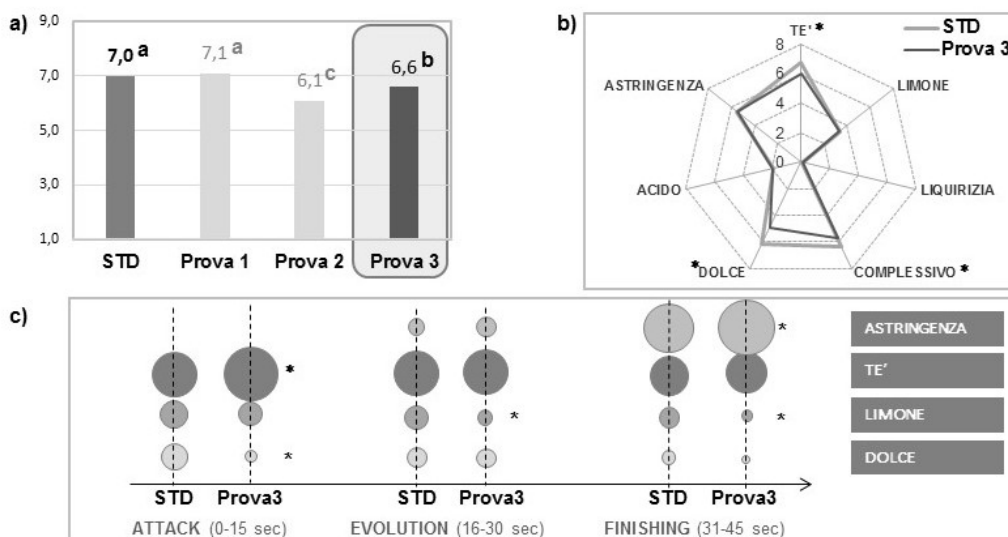 a)
9,0
7,0
5,0
3,0
1,0
7,0 a
7,1 a
6,1 c
6,6 b
STD
Prova 1
Prova 2
Prova 3
b)
STD
Prova 3
TE' *
LIMONE
LIQUIRIZIA
COMPLESSIVO *
*DOLCE
ACIDO
ASTRINGENZA
8
6
4
2
0
c)
*
*
*
*
*
ASTRINGENZA
TE'
LIMONE
DOLCE
STD Prova3
STD Prova3
STD Prova3
ATTACK (0-15 sec)
EVOLUTION (16-30 sec)
FINISHING (31-45 sec)